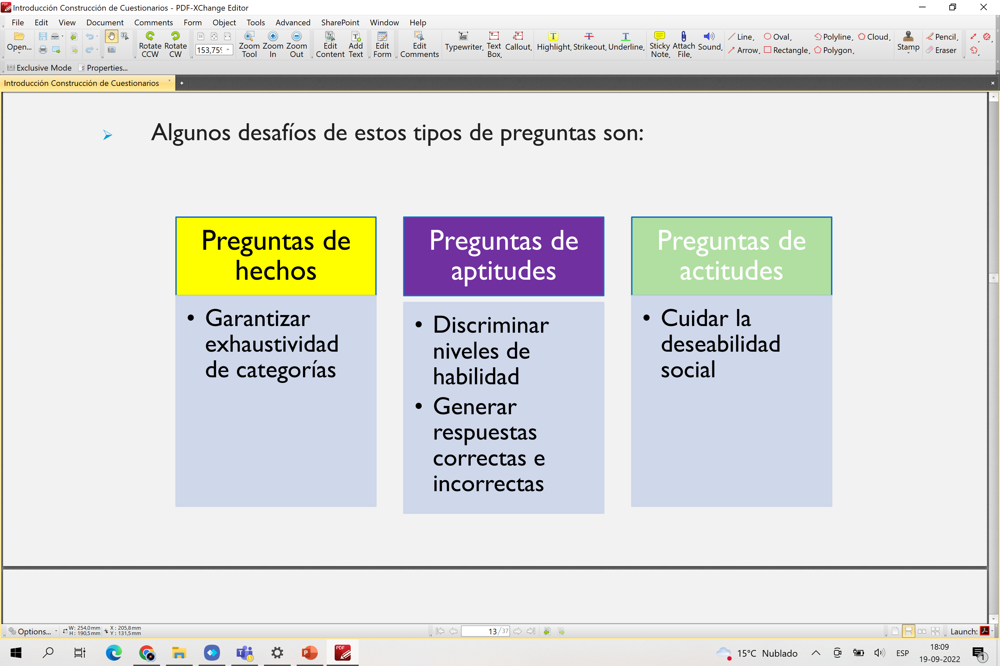 Introducción Construcción de Cuestionarios - PDF-XChange Editor
File Edit View Document Comments Form Object Tools Advanced SharePoint Window Help
Open...
Rotate CCW
Rotate CW
153,75%
Zoom Tool
Zoom In
Zoom Out
Edit Content
Add Text
Edit Form
Edit Comments
Typewriter
Text Box
Callout
Highlight
Strikeout
Underline
Sticky Note
Attach File
Sound
Line
Oval
Polyline
Cloud
Arrow
Rectangle
Polygon
Stamp
Pencil
Eraser
Exclusive Mode Properties...
Introducción Construcción de Cuestionarios
Algunos desafíos de estos tipos de preguntas son:
Preguntas de
hechos
• Garantizar
exhaustividad
de categorías
Preguntas de
aptitudes
• Discriminar
niveles de
habilidad
• Generar
respuestas
correctas e
incorrectas
Preguntas de
actitudes
• Cuidar la
deseabilidad
social
Options...
W: 254,0 mm
H: 190,5 mm
X: 205,8 mm
Y: 131,5 mm
13 / 37
Launch:
15°C Nublado
ESP
18:09
19-09-2022
1